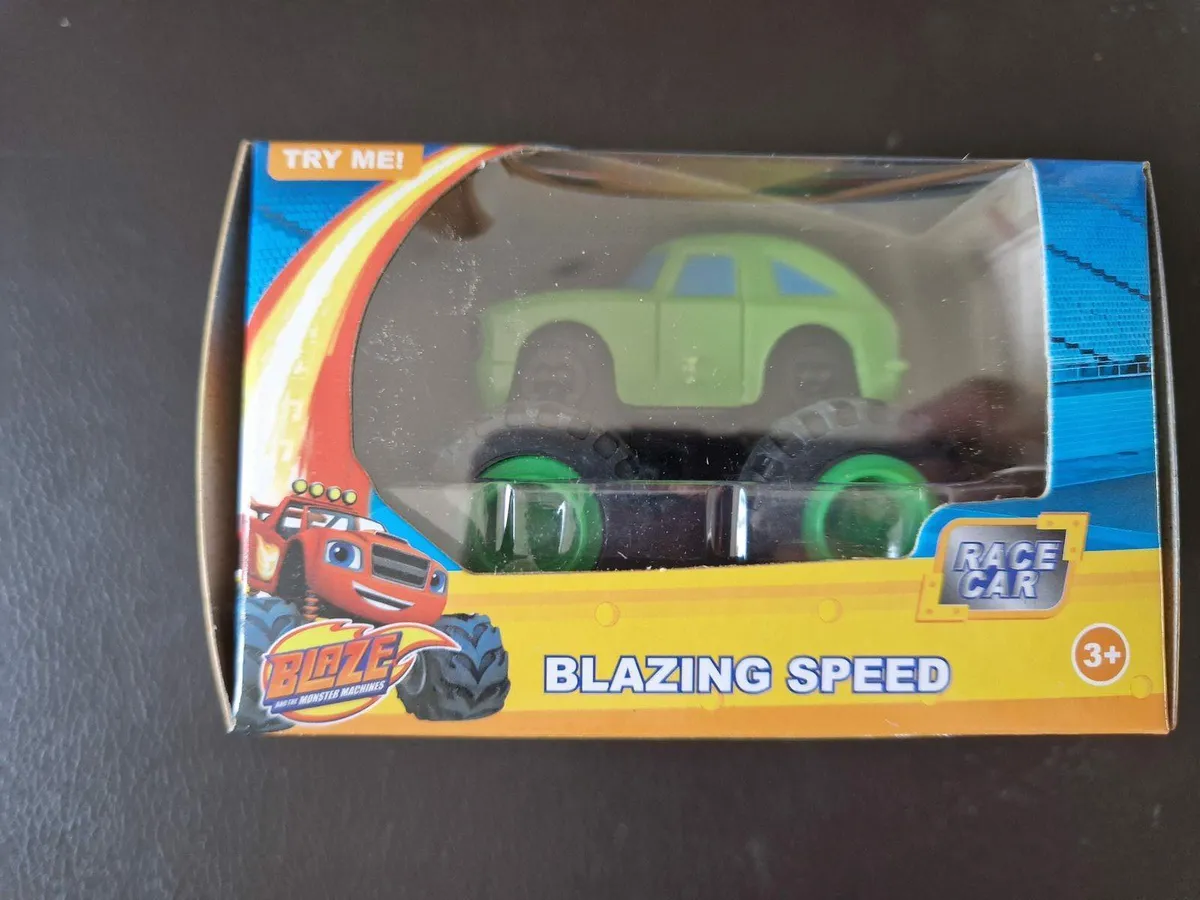 TRY ME!
RACE
CAR
BLAZE
AND THE MONSTER MACHINES
BLAZING SPEED
3+